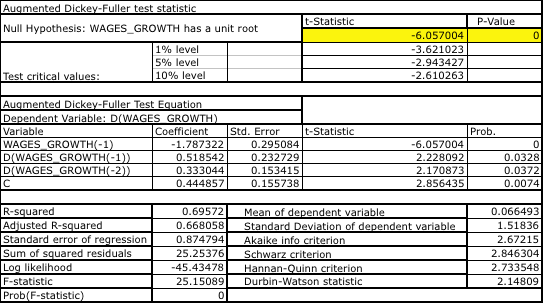 Augmented Dickey-Fuller test statistic
Null Hypothesis: WAGES_GROWTH has a unit root t-Statistic P-Value
-6.057004 0
Test critical values: 1% level -3.621023
5% level -2.943427
10% level -2.610263
Augmented Dickey-Fuller Test Equation
Dependent Variable: D(WAGES_GROWTH)
Variable Coefficient Std. Error t-Statistic Prob.
WAGES_GROWTH(-1) -1.787322 0.295084 -6.057004 0
D(WAGES_GROWTH(-1)) 0.518542 0.232729 2.228092 0.0328
D(WAGES_GROWTH(-2)) 0.333044 0.153415 2.170873 0.0372
C 0.444857 0.155738 2.856435 0.0074
R-squared 0.69572 Mean of dependent variable 0.066493
Adjusted R-squared 0.668058 Standard Deviation of dependent variable 1.51836
Standard error of regression 0.874794 Akaike info criterion 2.67215
Sum of squared residuals 25.25376 Schwarz criterion 2.846304
Log likelihood -45.43478 Hannan-Quinn criterion 2.733548
F-statistic 25.15089 Durbin-Watson statistic 2.14809
Prob(F-statistic) 0